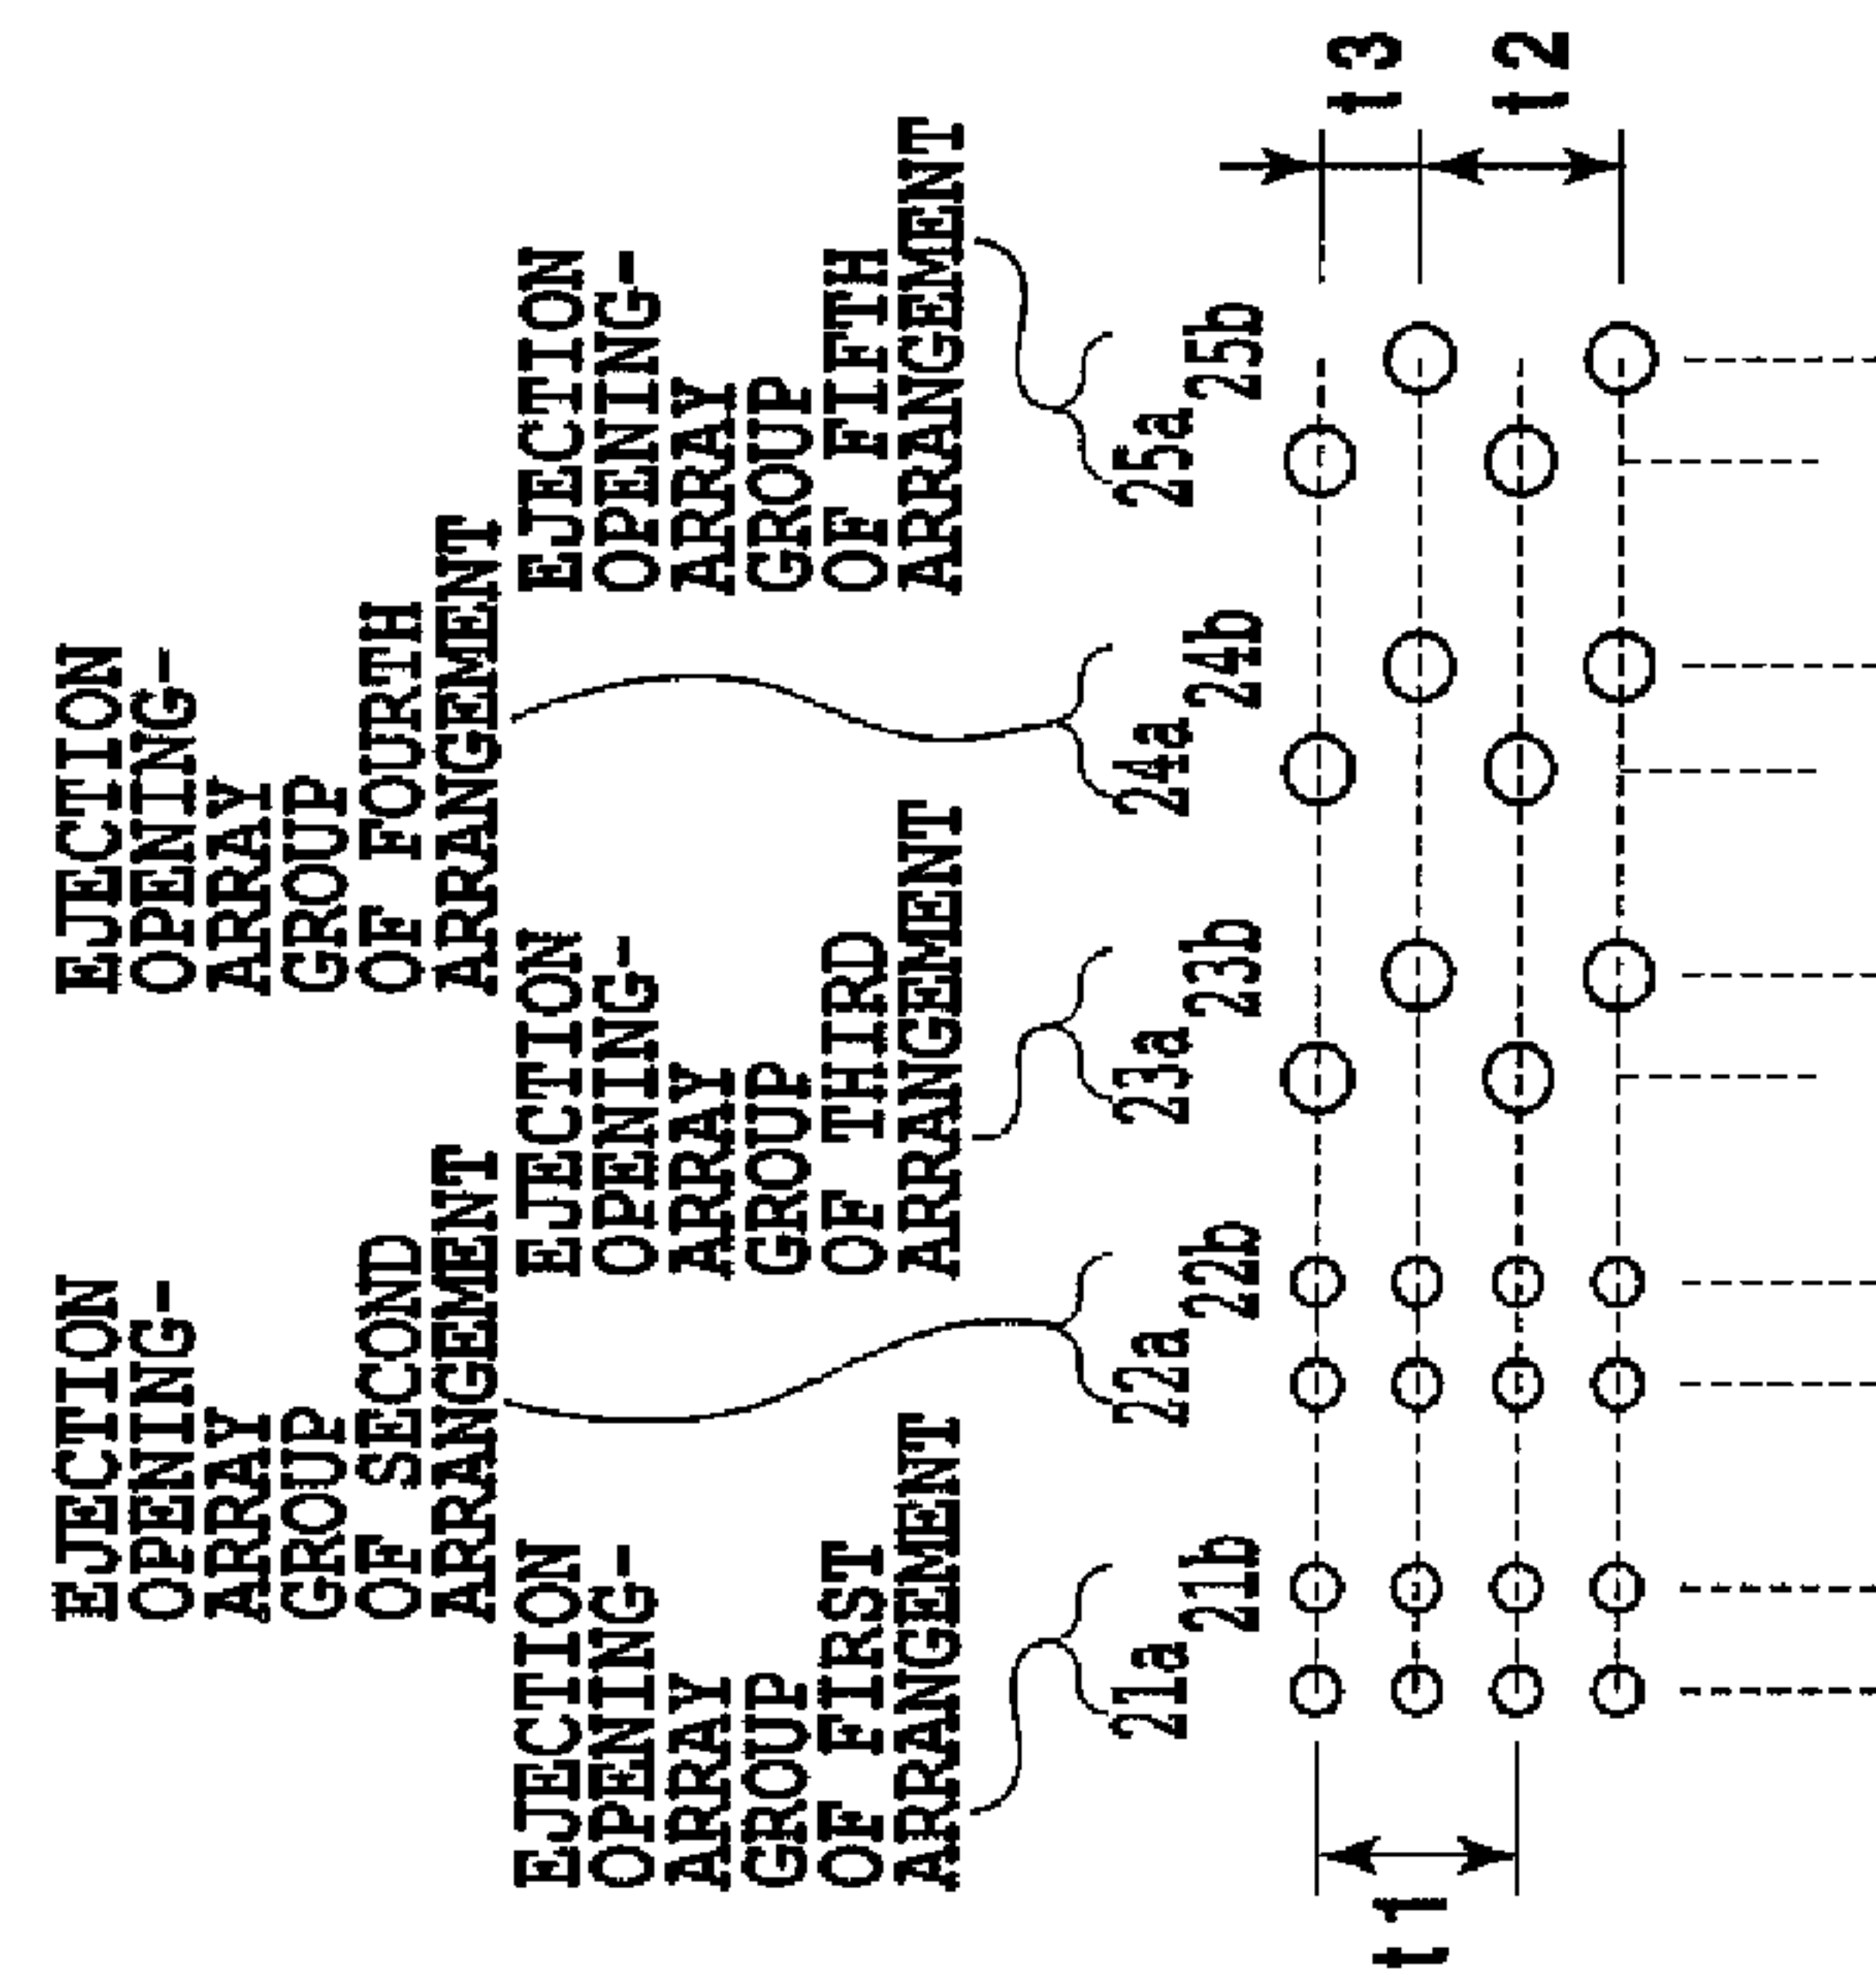 EJECTION
OPENING-
ARRAY
GROUP
OF FIRST
ARRANGEMENT
EJECTION
OPENING-
ARRAY
GROUP
OF SECOND
ARRANGEMENT
EJECTION
OPENING-
ARRAY
GROUP
OF THIRD
ARRANGEMENT
EJECTION
OPENING-
ARRAY
GROUP
OF FOURTH
ARRANGEMENT
EJECTION
OPENING-
ARRAY
GROUP
OF FIFTH
ARRANGEMENT
21a
21b
22a
22b
23a
23b
24a
24b
25a
25b
t1
t3
t2